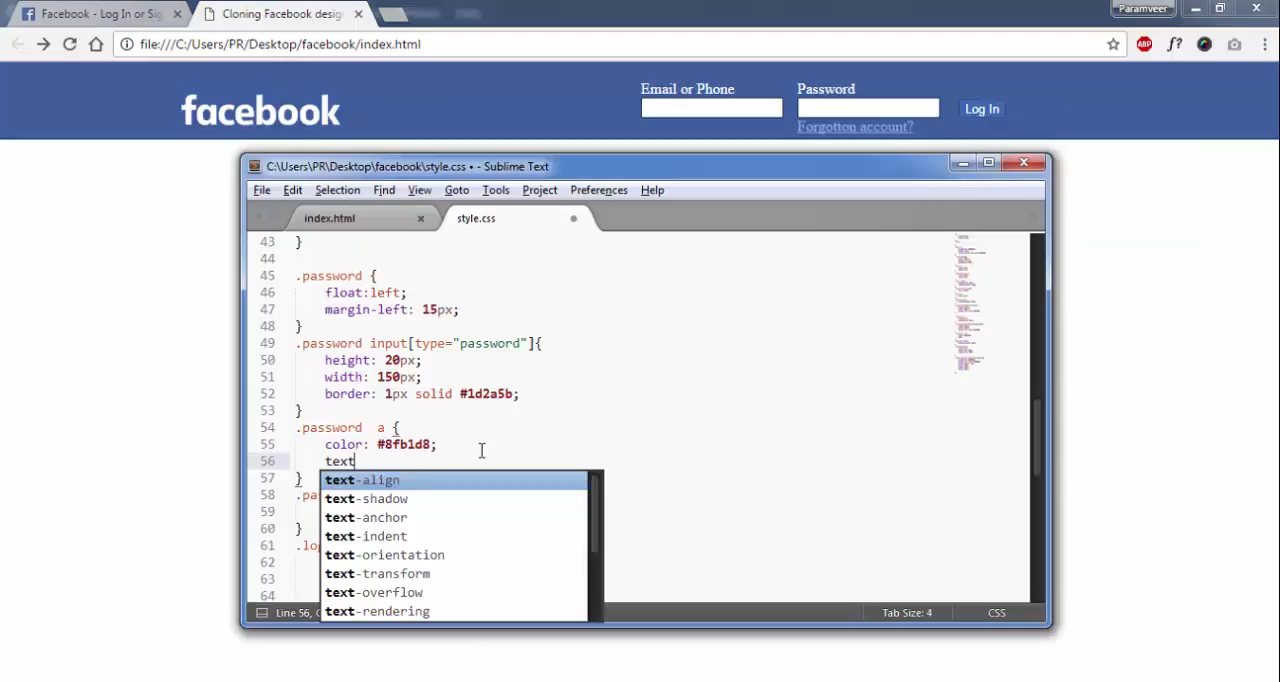 Facebook - Log In or Sig
Cloning Facebook desig
Paramveer
file:///C:/Users/PR/Desktop/facebook/index.html
ABP
f?
Email or Phone
Password
facebook
Log In
Forgotten account?
C:\Users\PR\Desktop\facebook\style.css • - Sublime Text
File Edit Selection Find View Goto Tools Project Preferences Help
index.html
style.css
43 }
44
45 .password {
46 float:left;
47 margin-left: 15px;
48 }
49 .password input[type="password"]{
50 height: 20px;
51 width: 150px;
52 border: 1px solid #1d2a5b;
53 }
54 .password  a {
55 color: #8fb1d8;
56 text
57 }
text-align
58 .pa
text-shadow
59
text-anchor
60 }
text-indent
61 .log
text-orientation
62
text-transform
63
text-overflow
64
text-rendering
Line 56, C
Tab Size: 4
CSS